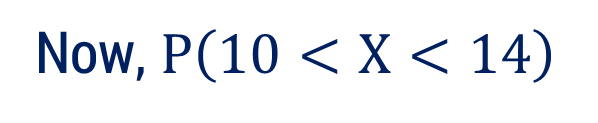 Now, P(10 < X < 14)